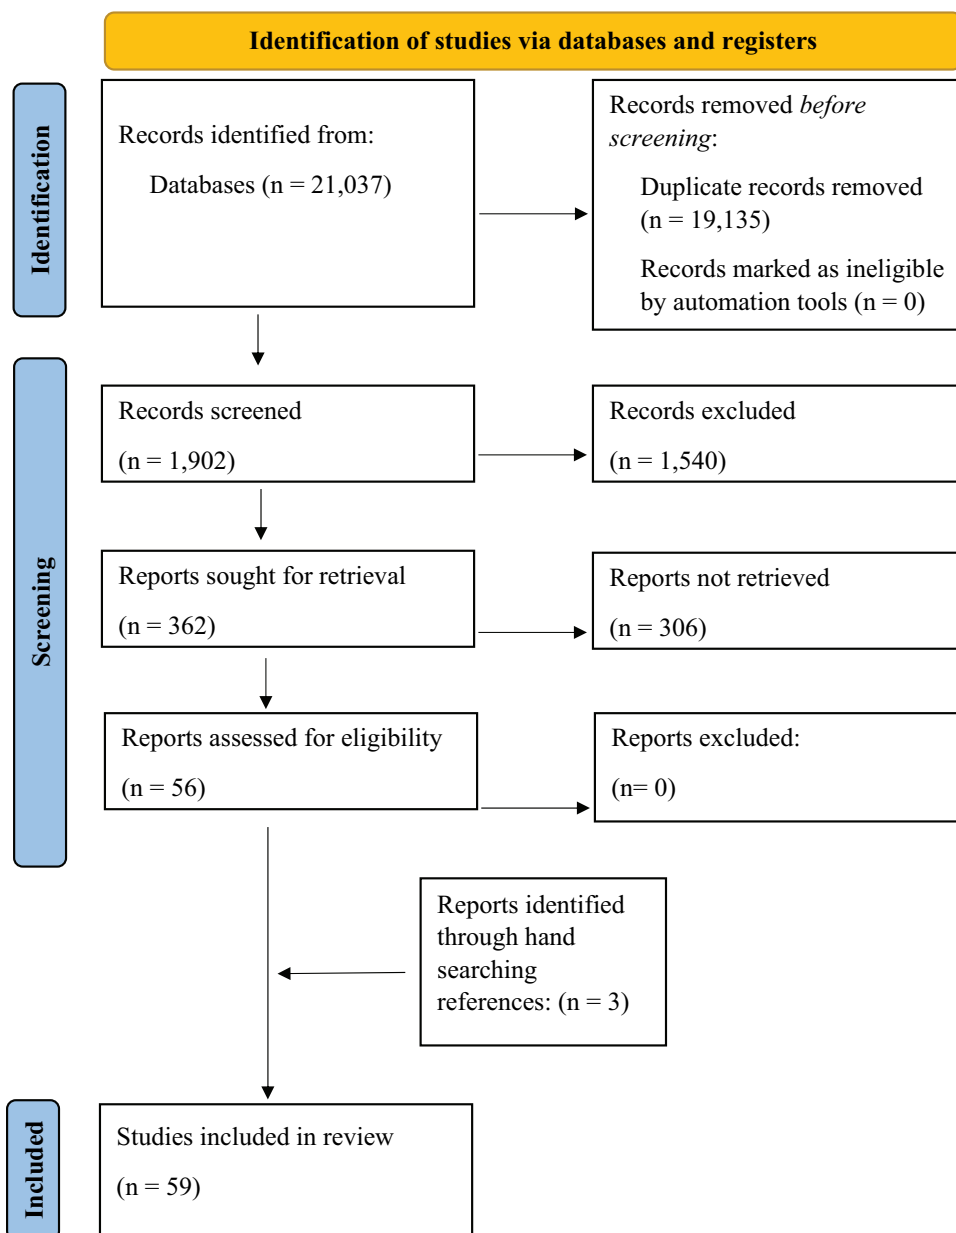 Identification of studies via databases and registers
Identification
Records identified from:
Databases (n = 21,037)
Records removed before
screening:
Duplicate records removed
(n = 19,135)
Records marked as ineligible
by automation tools (n = 0)
Screening
Records screened
(n = 1,902)
Records excluded
(n = 1,540)
Reports sought for retrieval
(n = 362)
Reports not retrieved
(n = 306)
Reports assessed for eligibility
(n = 56)
Reports excluded:
(n= 0)
Reports identified
through hand
searching
references: (n = 3)
Included
Studies included in review
(n = 59)